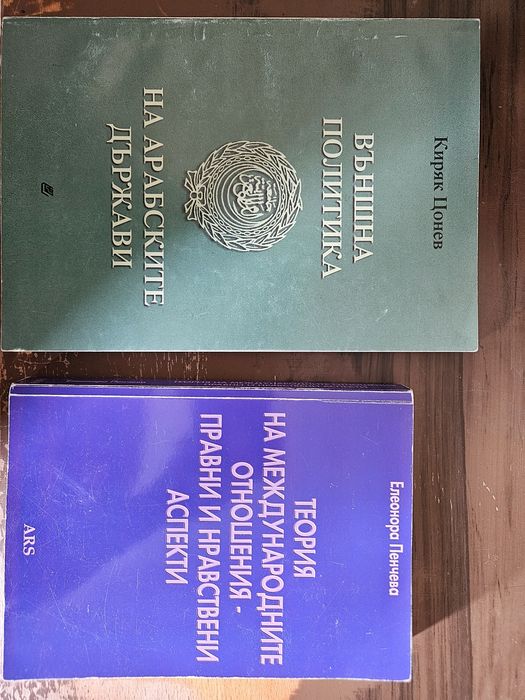 Киряк Цонев
ВЪНШНА
ПОЛИТИКА
НА АРАБСКИТЕ
ДЪРЖАВИ
Елеонора Пенчева
ТЕОРИЯ
НА МЕЖДУНАРОДНИТЕ
ОТНОШЕНИЯ -
ПРАВНИ И НРАВСТВЕНИ
АСПЕКТИ
ARS